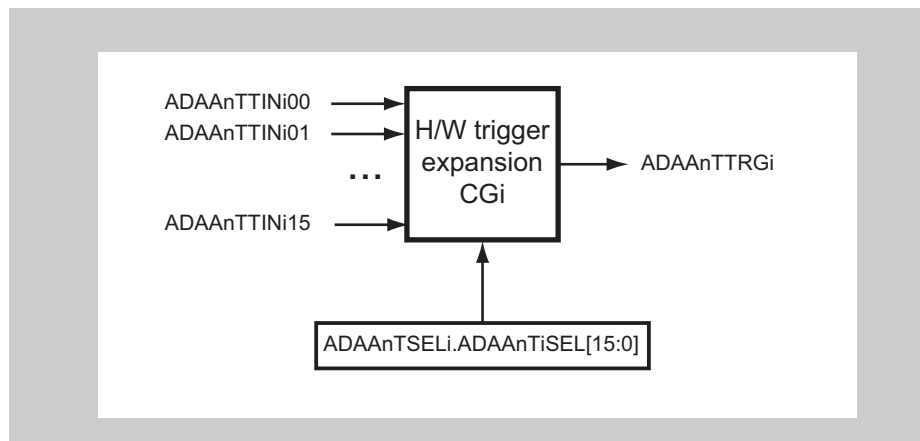 ADAAnTTINi00
ADAAnTTINi01
...
ADAAnTTINi15
H/W trigger
expansion
CGi
ADAAnTTRGi
ADAAnTSELi.ADAAnTiSEL[15:0]